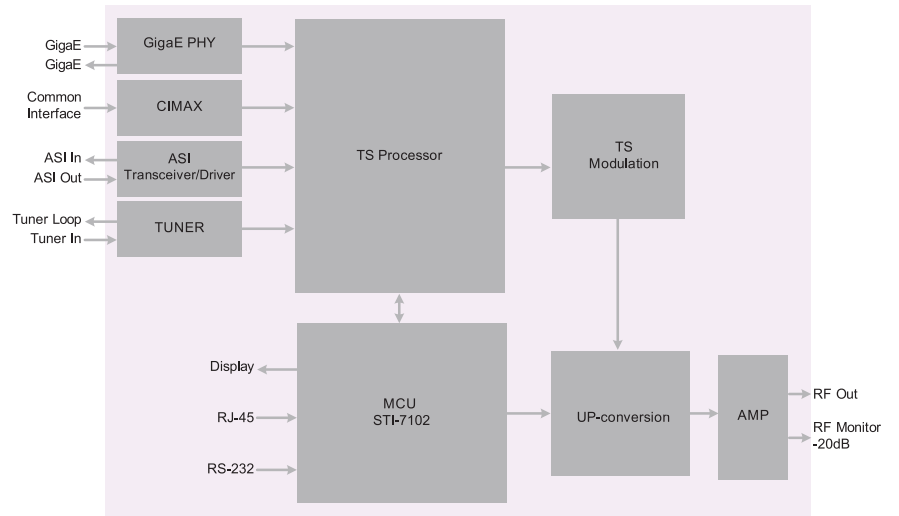 GigaE
GigaE
GigaE PHY
Common
Interface
CIMAX
ASI In
ASI Out
ASI
Transceiver/Driver
Tuner Loop
Tuner In
TUNER
TS Processor
TS
Modulation
Display
RJ-45
RS-232
MCU
STI-7102
UP-conversion
AMP
RF Out
RF Monitor
-20dB